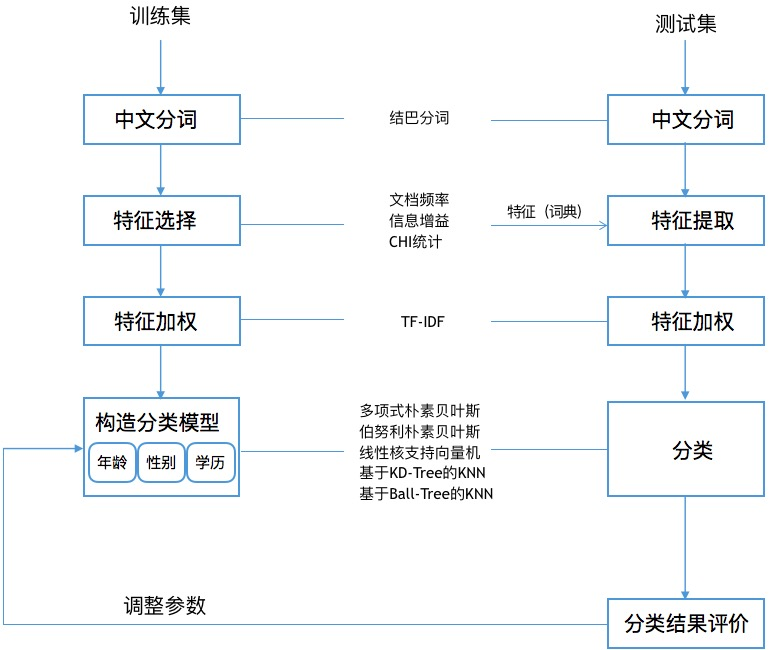 训练集
测试集
中文分词
结巴分词
中文分词
特征选择
文档频率
信息增益
CHI统计
特征（词典）
特征提取
特征加权
TF-IDF
特征加权
构造分类模型
年龄
性别
学历
多项式朴素贝叶斯
伯努利朴素贝叶斯
线性核支持向量机
基于KD-Tree的KNN
基于Ball-Tree的KNN
分类
调整参数
分类结果评价